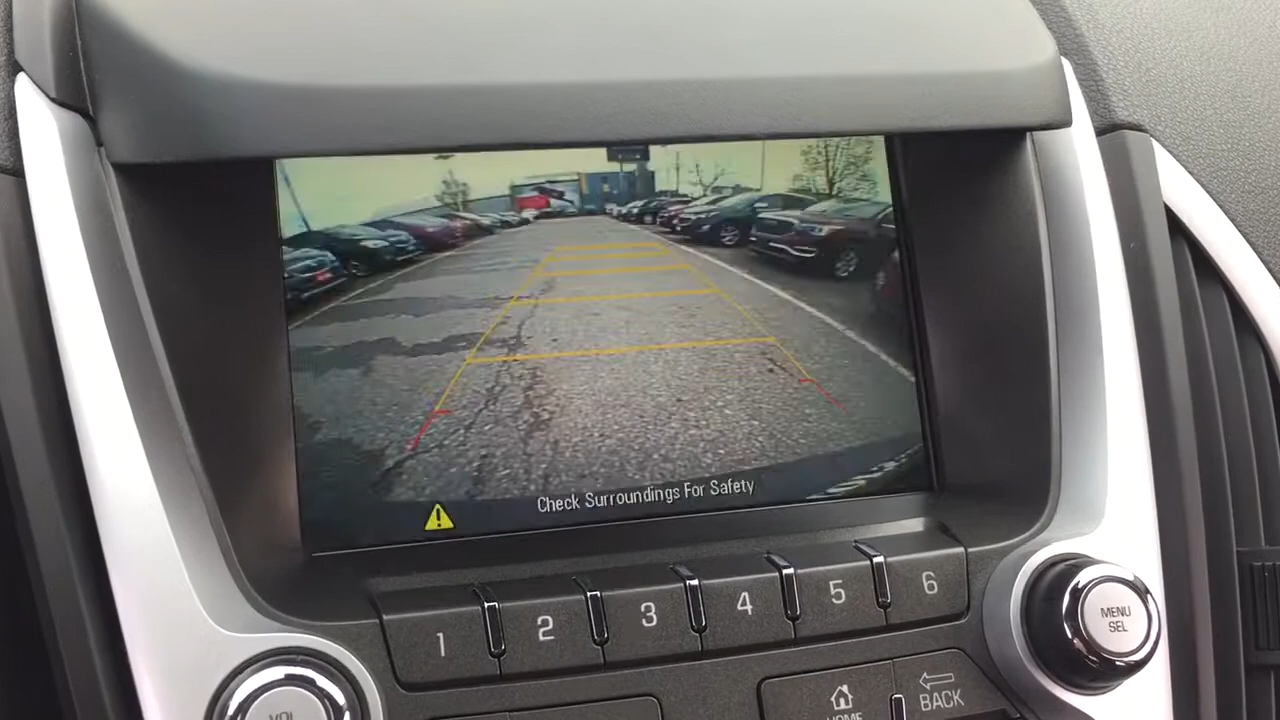 Check Surroundings For Safety
1 2 3 4 5 6
MENU
SEL
VOL
HOME
BACK